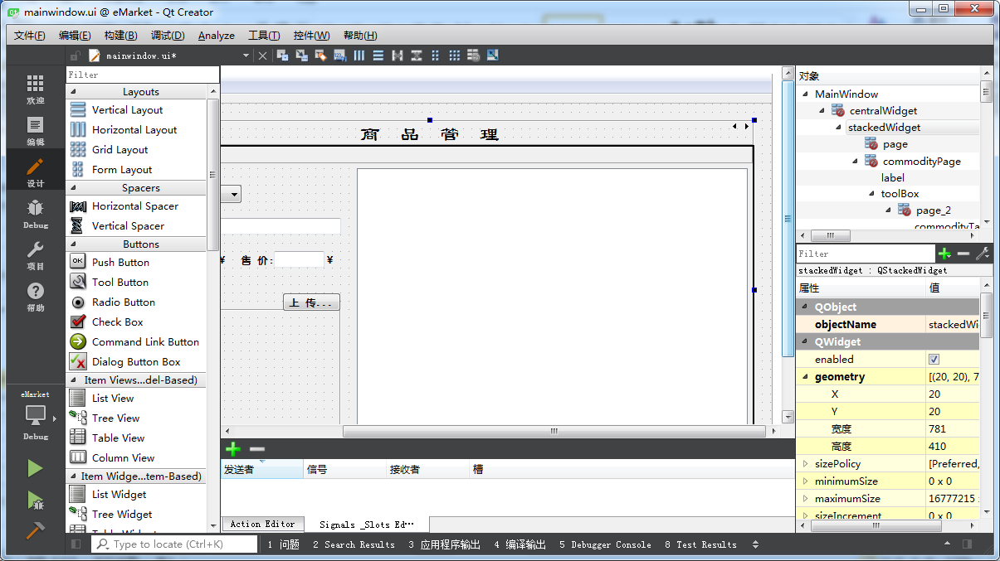 mainwindow.ui @ eMarket - Qt Creator
文件(F) 编辑(E) 构建(B) 调试(D) Analyze 工具(T) 控件(W) 帮助(H)
mainwindow.ui*
欢迎
编辑
设计
Debug
项目
帮助
eMarket
Debug
Filter
Layouts
Vertical Layout
Horizontal Layout
Grid Layout
Form Layout
Spacers
Horizontal Spacer
Vertical Spacer
Buttons
OK Push Button
Tool Button
Radio Button
Check Box
Command Link Button
Dialog Button Box
Item Views...del-Based)
List View
Tree View
Table View
Column View
Item Widge...tem-Based)
List Widget
Tree Widget
商 品 管 理
¥ 售 价: ¥
上 传...
发送者 信号 接收者 槽
Action Editor Signals _Slots Ed…
对象
MainWindow
centralWidget
stackedWidget
page
commodityPage
label
toolBox
page_2
commodityTa
Filter
stackedWidget : QStackedWidget
属性 值
QObject
objectName stackedWi
QWidget
enabled
geometry [(20, 20), 7
X 20
Y 20
宽度 781
高度 410
sizePolicy [Preferred,
minimumSize 0 x 0
maximumSize 16777215
sizeIncrement 0 x 0
Type to locate (Ctrl+K) 1 问题 2 Search Results 3 应用程序输出 4 编译输出 5 Debugger Console 8 Test Results